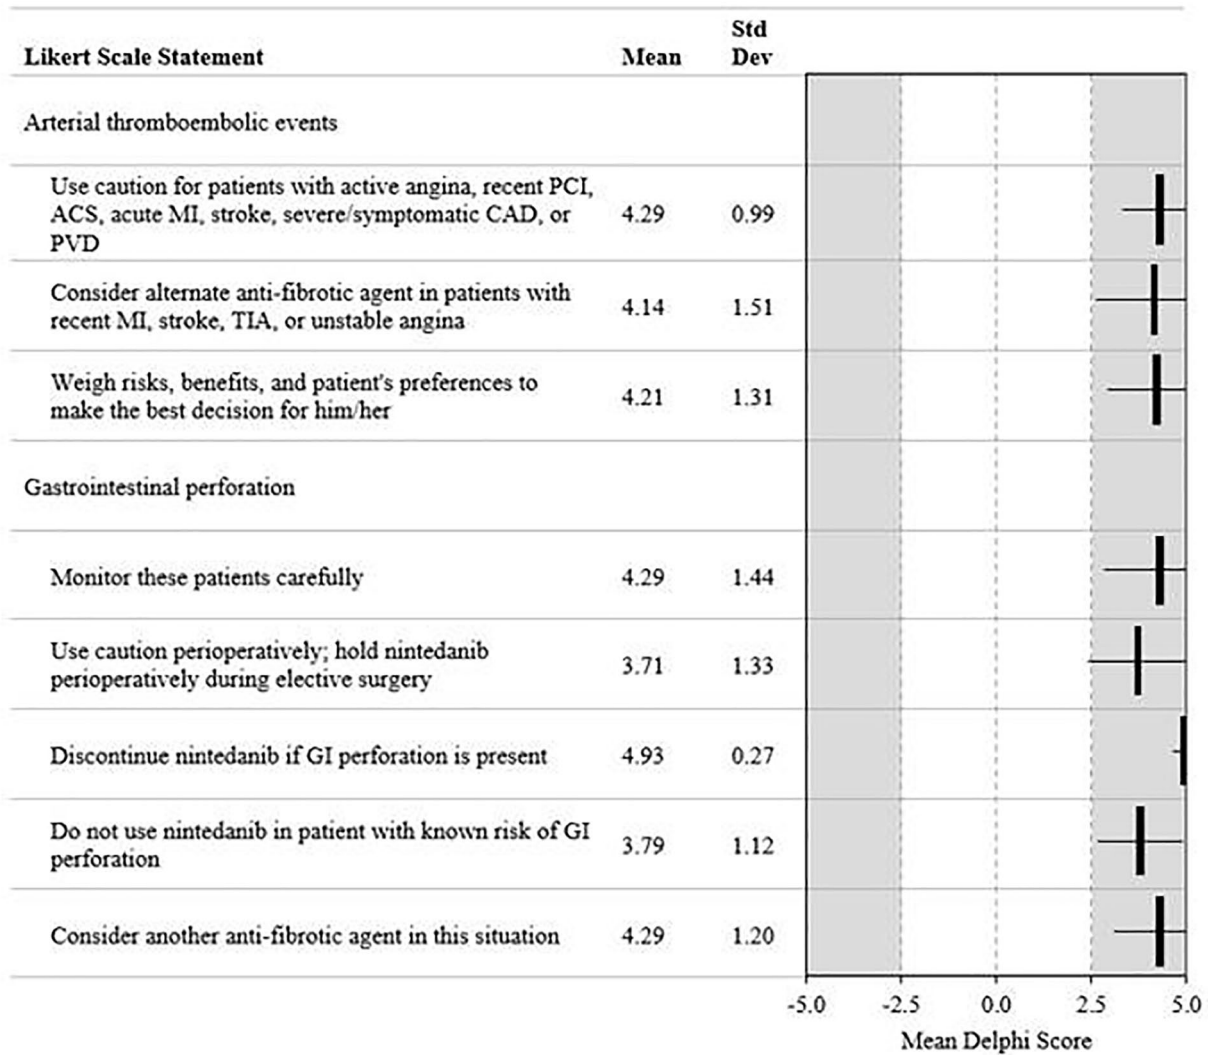 Likert Scale Statement Mean Std Dev
Arterial thromboembolic events
Use caution for patients with active angina, recent PCI,
ACS, acute MI, stroke, severe/symptomatic CAD, or 4.29 0.99
PVD
Consider alternate anti-fibrotic agent in patients with
recent MI, stroke, TIA, or unstable angina 4.14 1.51
Weigh risks, benefits, and patient's preferences to
make the best decision for him/her 4.21 1.31
Gastrointestinal perforation
Monitor these patients carefully 4.29 1.44
Use caution perioperatively; hold nintedanib
perioperatively during elective surgery 3.71 1.33
Discontinue nintedanib if GI perforation is present 4.93 0.27
Do not use nintedanib in patient with known risk of GI
perforation 3.79 1.12
Consider another anti-fibrotic agent in this situation 4.29 1.20
-5.0 -2.5 0.0 2.5 5.0
Mean Delphi Score